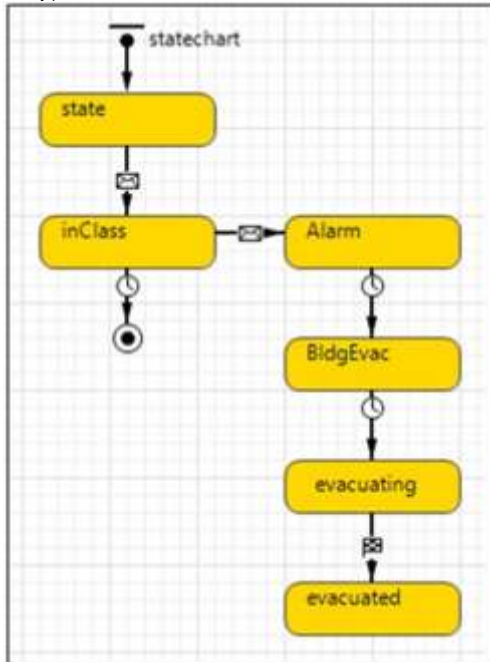 statechart
state
inClass
Alarm
BldgEvac
evacuating
evacuated